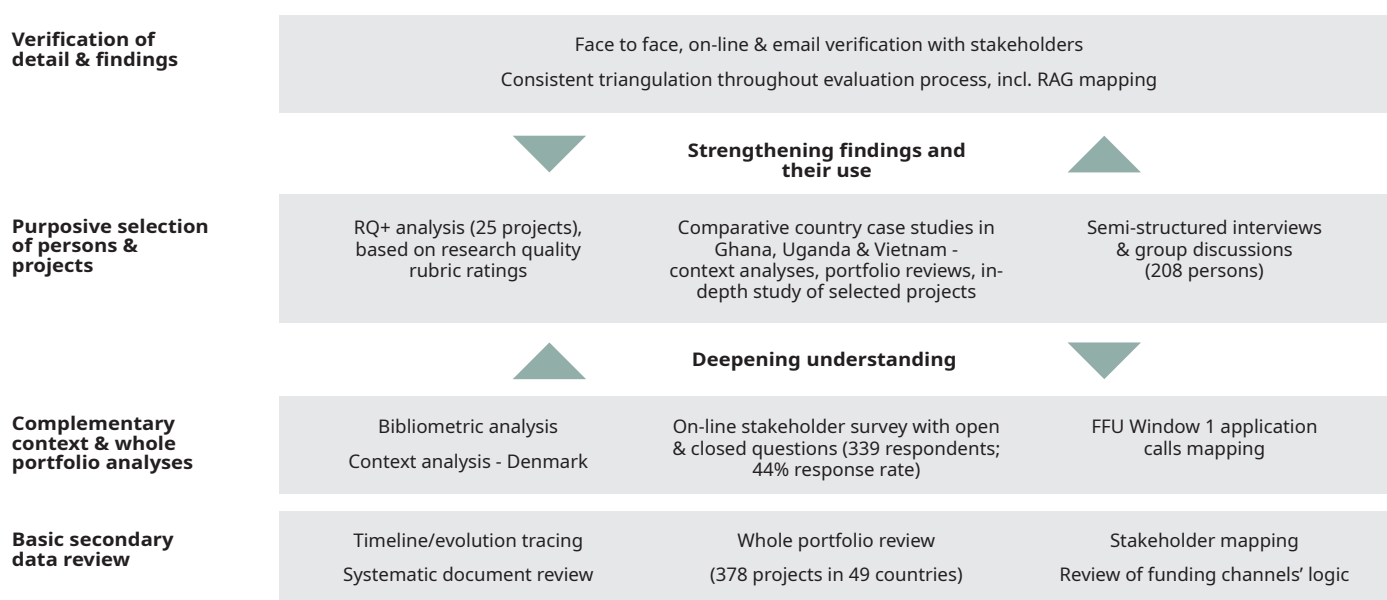 Verification of
detail & findings
Face to face, on-line & email verification with stakeholders
Consistent triangulation throughout evaluation process, incl. RAG mapping
Strengthening findings and
their use
Purposive selection
of persons &
projects
RQ+ analysis (25 projects),
based on research quality
rubric ratings
Comparative country case studies in
Ghana, Uganda & Vietnam -
context analyses, portfolio reviews, in-
depth study of selected projects
Semi-structured interviews
& group discussions
(208 persons)
Deepening understanding
Complementary
context & whole
portfolio analyses
Bibliometric analysis
Context analysis - Denmark
On-line stakeholder survey with open
& closed questions (339 respondents;
44% response rate)
FFU Window 1 application
calls mapping
Basic secondary
data review
Timeline/evolution tracing
Systematic document review
Whole portfolio review
(378 projects in 49 countries)
Stakeholder mapping
Review of funding channels’ logic